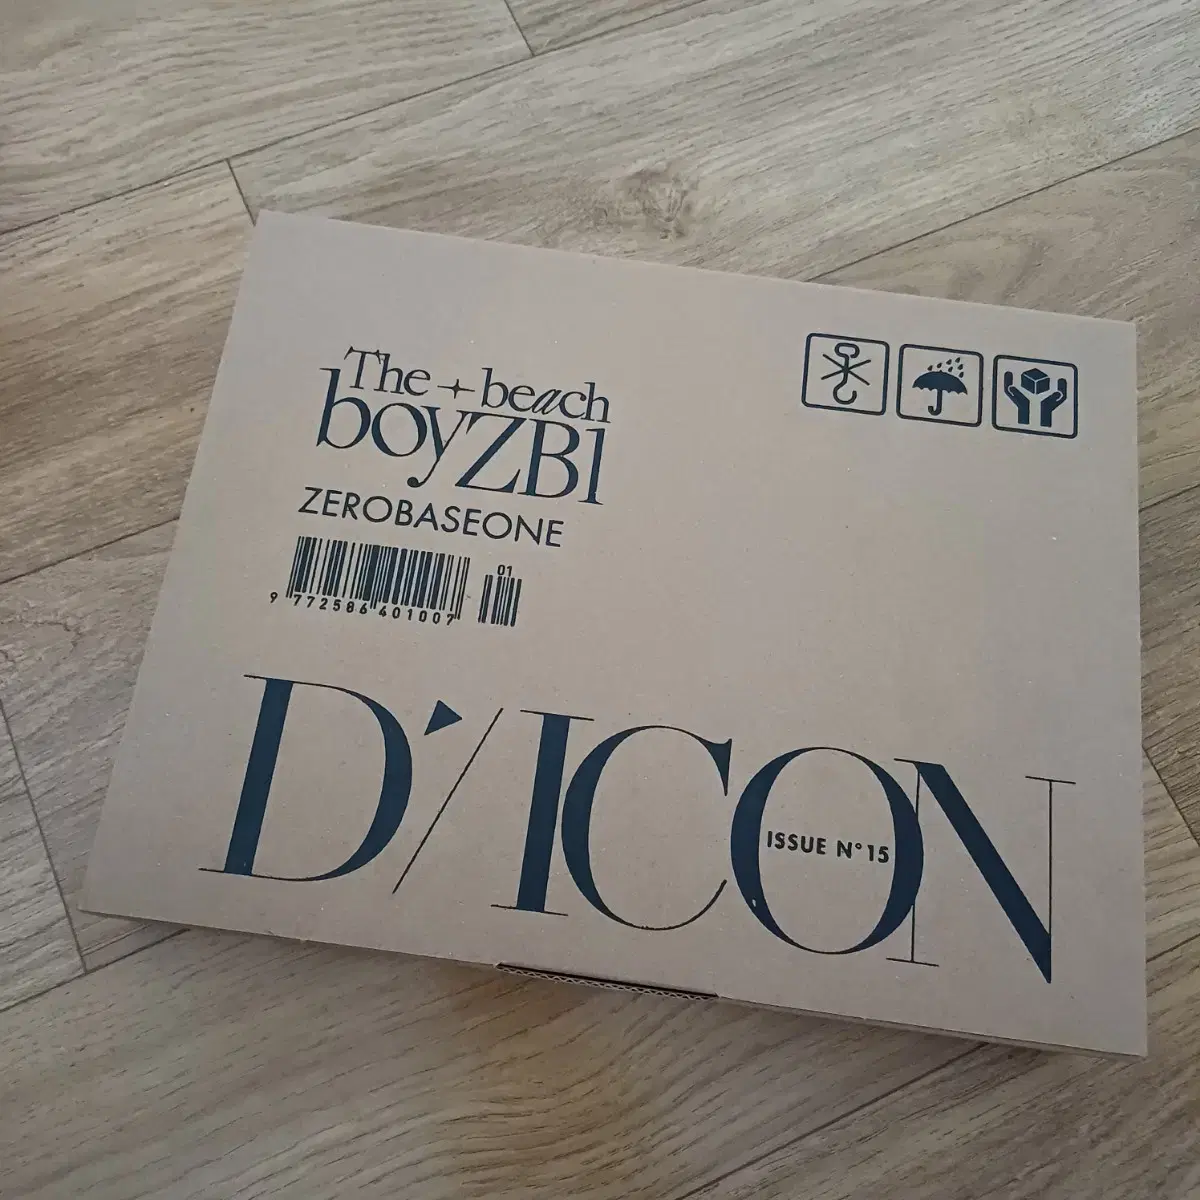 The beach
boyZB1
ZEROBASEONE
01
9 772586 401007
D'/ICON
ISSUE N°15